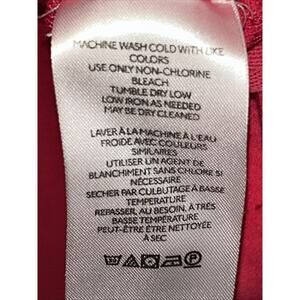 MACHINE WASH COLD WITH LIKE
COLORS
USE ONLY NON-CHLORINE
BLEACH
TUMBLE DRY LOW
LOW IRON AS NEEDED
MAY BE DRY CLEANED
LAVER À LA MACHINE À L'EAU
FROIDE AVEC COULEURS
SIMILAIRES
UTILISER UN AGENT DE
BLANCHIMENT SANS CHLORE SI
NÉCESSAIRE
SECHER PAR CULBUTAGE À BASSE
TEMPERATURE
REPASSER, AU BESOIN, À TRÈS
BASSE TEMPÉRATURE
PEUT-ÊTRE ÊTRE NETTOYÉE
À SEC